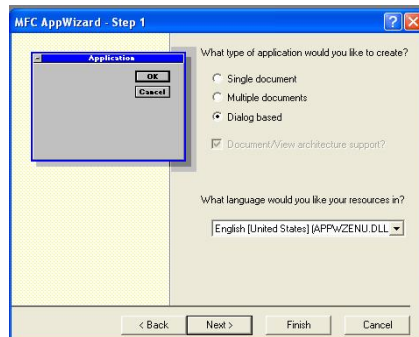 MFC AppWizard - Step 1
Application
OK
Cancel
What type of application would you like to create?
Single document
Multiple documents
Dialog based
Document/View architecture support?
What language would you like your resources in?
English [United States] (APPWZENU.DLL
< Back
Next >
Finish
Cancel